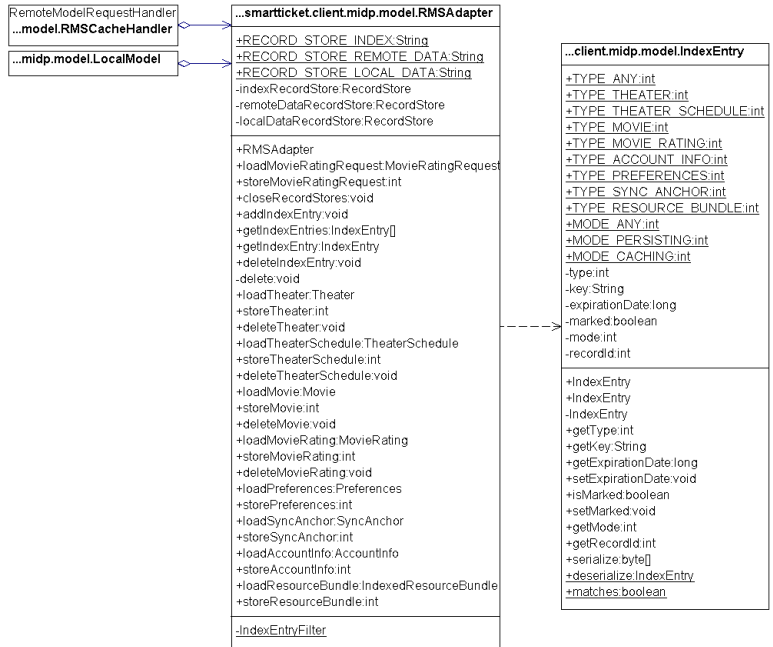 RemoteModelRequestHandler
...model.RMSCacheHandler
...midp.model.LocalModel
...smartticket.client.midp.model.RMSAdapter
+RECORD_STORE_INDEX:String
+RECORD_STORE_REMOTE_DATA:String
+RECORD_STORE_LOCAL_DATA:String
-indexRecordStore:RecordStore
-remoteDataRecordStore:RecordStore
-localDataRecordStore:RecordStore
+RMSAdapter
+loadMovieRatingRequest:MovieRatingRequest
+storeMovieRatingRequest:int
+closeRecordStores:void
+addIndexEntry:void
+getIndexEntries:IndexEntry[]
+getIndexEntry:IndexEntry
+deleteIndexEntry:void
-delete:void
+loadTheater:Theater
+storeTheater:int
+deleteTheater:void
+loadTheaterSchedule:TheaterSchedule
+storeTheaterSchedule:int
+deleteTheaterSchedule:void
+loadMovie:Movie
+storeMovie:int
+deleteMovie:void
+loadMovieRating:MovieRating
+storeMovieRating:int
+deleteMovieRating:void
+loadPreferences:Preferences
+storePreferences:int
+loadSyncAnchor:SyncAnchor
+storeSyncAnchor:int
+loadAccountInfo:AccountInfo
+storeAccountInfo:int
+loadResourceBundle:IndexedResourceBundle
+storeResourceBundle:int
-IndexEntryFilter
...client.midp.model.IndexEntry
+TYPE_ANY:int
+TYPE_THEATER:int
+TYPE_THEATER_SCHEDULE:int
+TYPE_MOVIE:int
+TYPE_MOVIE_RATING:int
+TYPE_ACCOUNT_INFO:int
+TYPE_PREFERENCES:int
+TYPE_SYNC_ANCHOR:int
+TYPE_RESOURCE_BUNDLE:int
+MODE_ANY:int
+MODE_PERSISTING:int
+MODE_CACHING:int
-type:int
-key:String
-expirationDate:long
-marked:boolean
-mode:int
-recordId:int
+IndexEntry
+IndexEntry
-IndexEntry
+getType:int
+getKey:String
+getExpirationDate:long
+setExpirationDate:void
+isMarked:boolean
+setMarked:void
+getMode:int
+getRecordId:int
+serialize:byte[]
+deserialize:IndexEntry
+matches:boolean